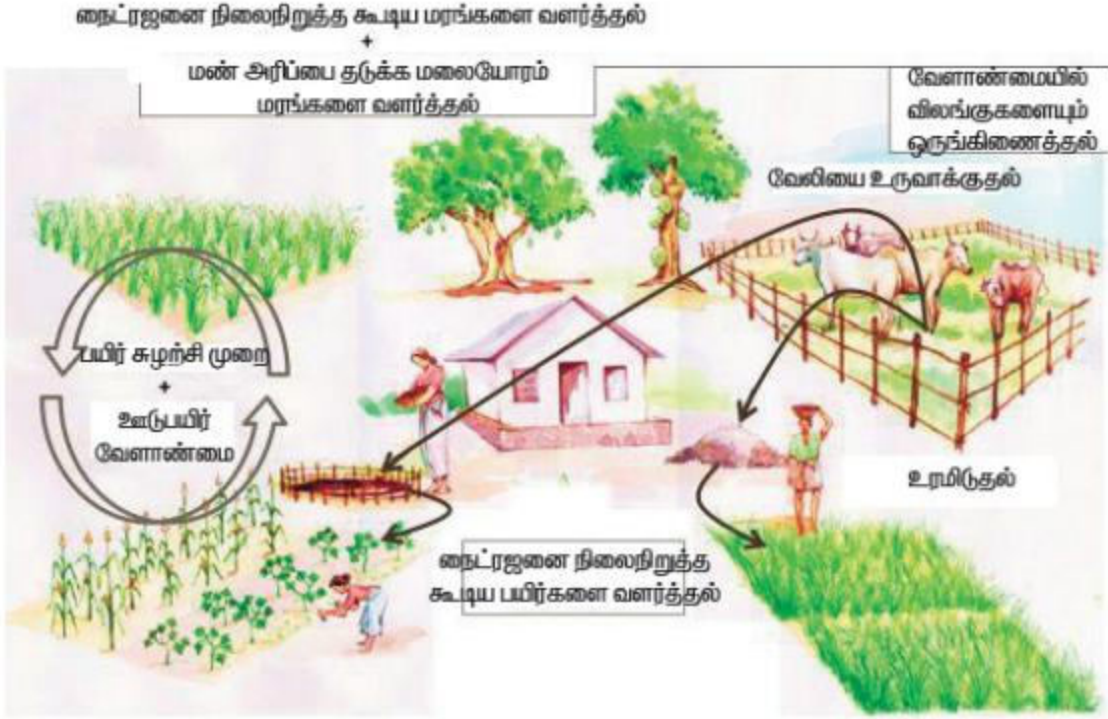 நைட்ரஜனை நிலைநிறுத்த கூடிய மரங்களை வளர்த்தல்
+
மண் அரிப்பை தடுக்க மலையோரம்
மரங்களை வளர்த்தல்
வேளாண்மையில்
விலங்குகளையும்
ஒருங்கிணைத்தல்
வேலியை உருவாக்குதல்
பயிர் சுழற்சி முறை
+
ஊடுபயிர்
வேளாண்மை
உரமிடுதல்
நைட்ரஜனை நிலைநிறுத்த
கூடிய பயிர்களை வளர்த்தல்